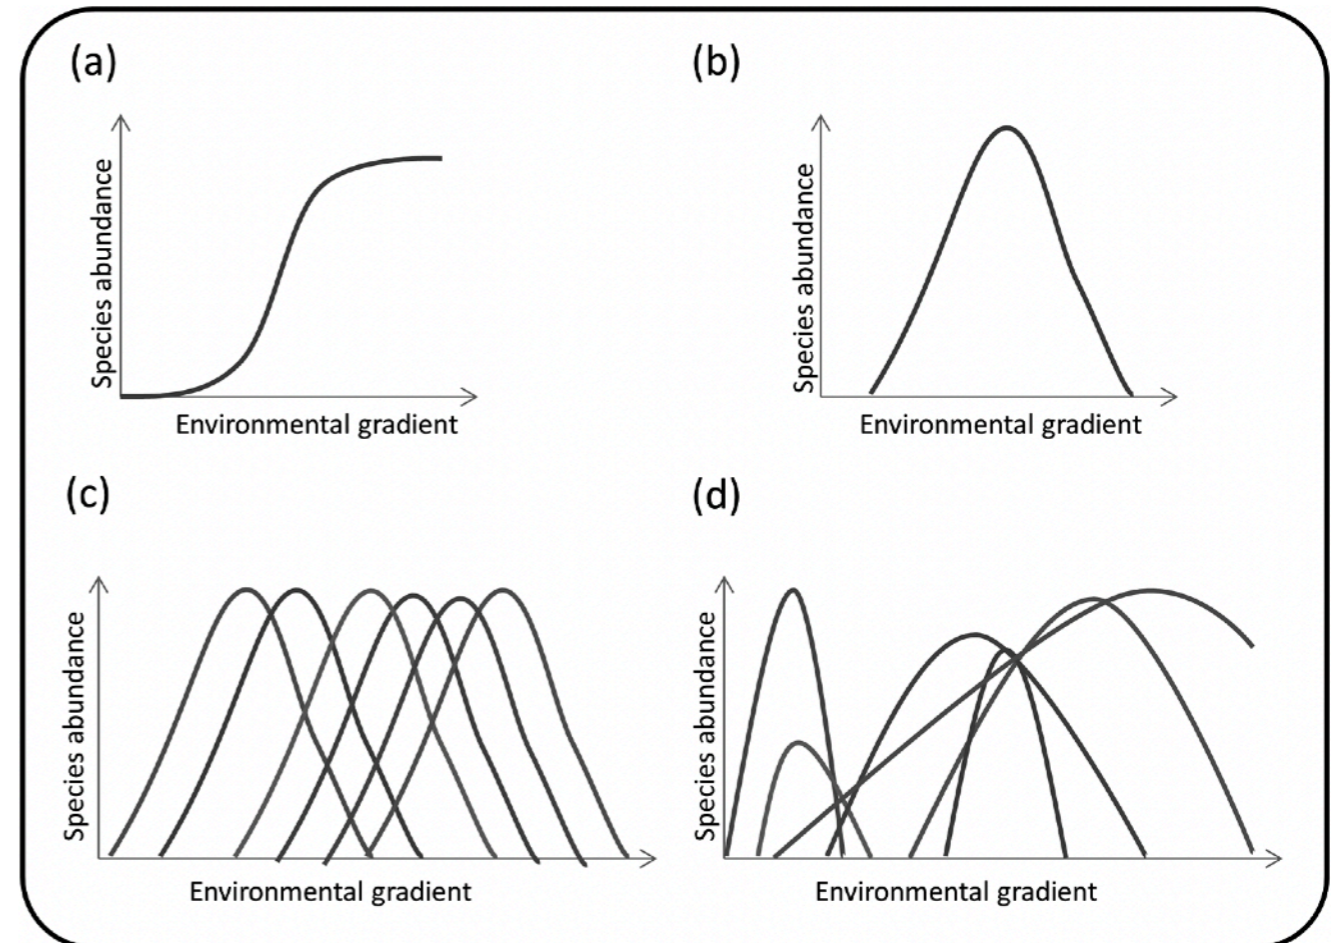 (a)
Species abundance
Environmental gradient
(b)
Species abundance
Environmental gradient
(c)
Species abundance
Environmental gradient
(d)
Species abundance
Environmental gradient